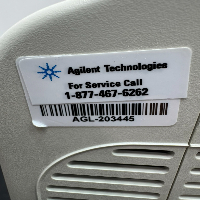 Agilent Technologies
For Service Call
1-877-467-6262
AGL-203445